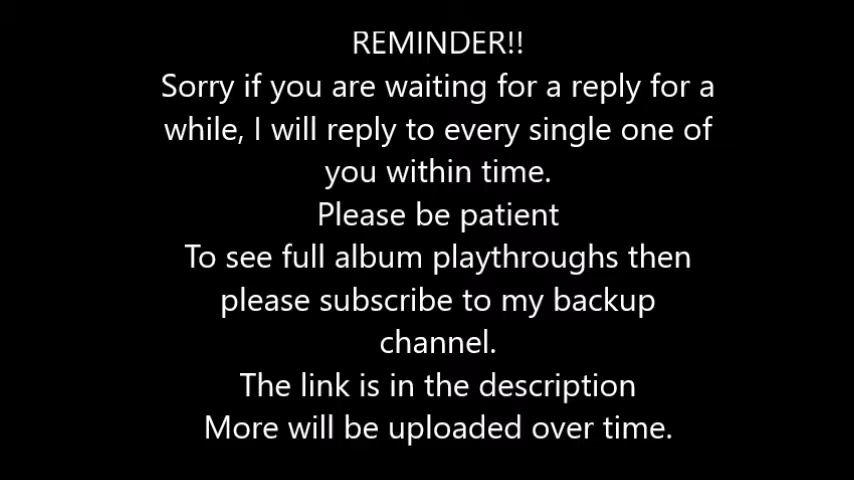 REMINDER!!
Sorry if you are waiting for a reply for a
while, I will reply to every single one of
you within time.
Please be patient
To see full album playthroughs then
please subscribe to my backup
channel.
The link is in the description
More will be uploaded over time.